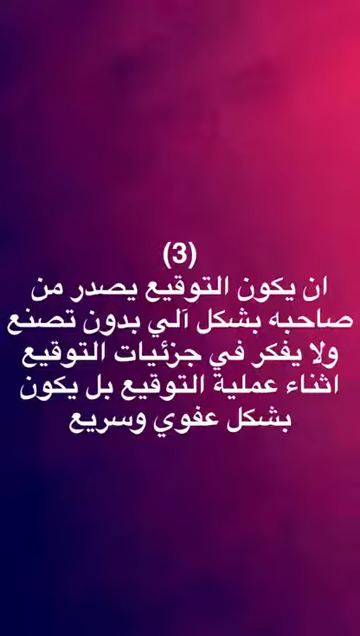 (3)
ان يكون التوقيع يصدر من
صاحبه بشكل آلي بدون تصنع
ولا يفكر في جزئيات التوقيع
اثناء عملية التوقيع بل يكون
بشكل عفوي وسريع